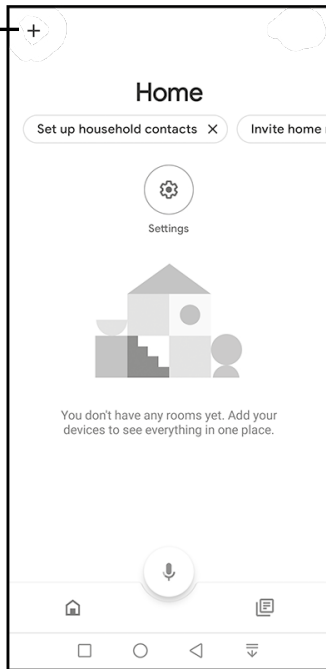 Home
Set up household contacts
Invite home
Settings
You don't have any rooms yet. Add your
devices to see everything in one place.